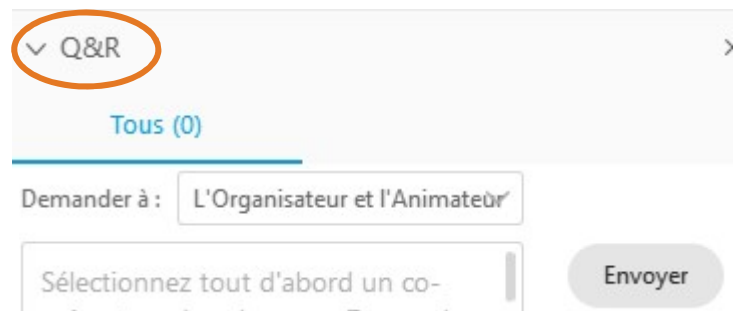 Q&R
Tous (0)
Demander à : L'Organisateur et l'Animateur
Sélectionnez tout d'abord un co-
Envoyer